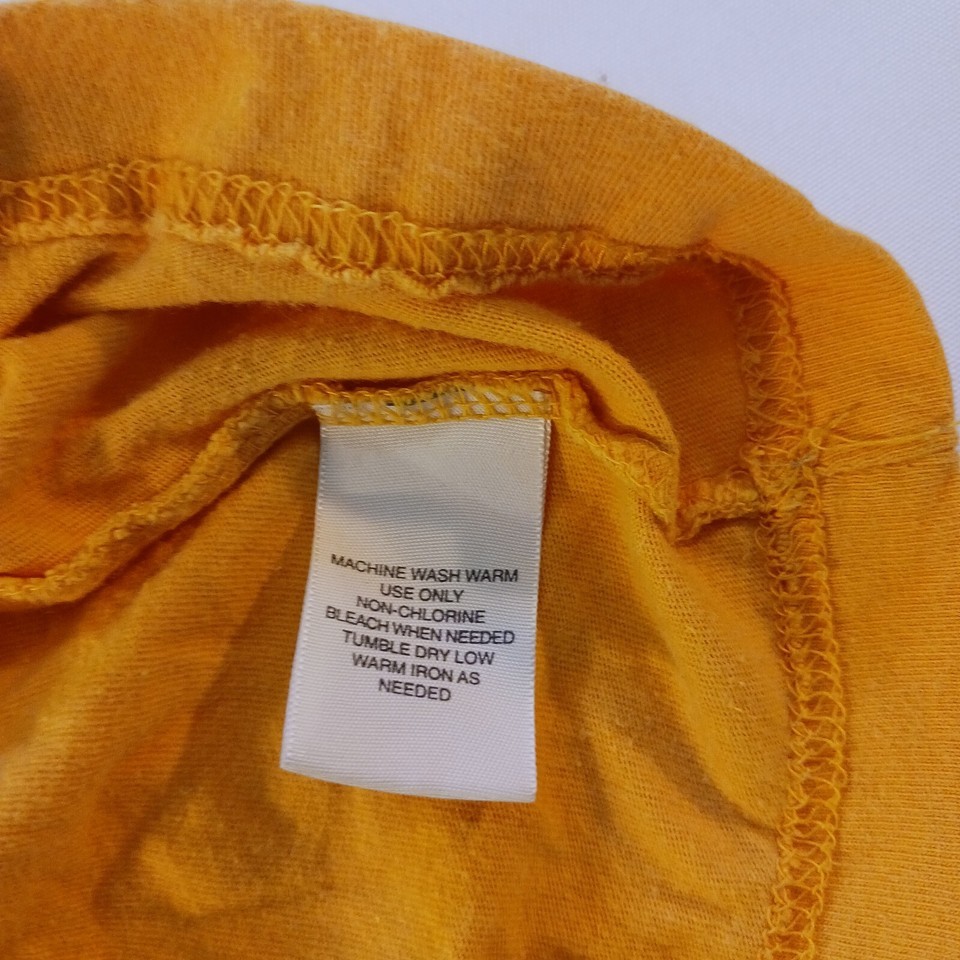 MACHINE WASH WARM
USE ONLY
NON-CHLORINE
BLEACH WHEN NEEDED
TUMBLE DRY LOW
WARM IRON AS
NEEDED